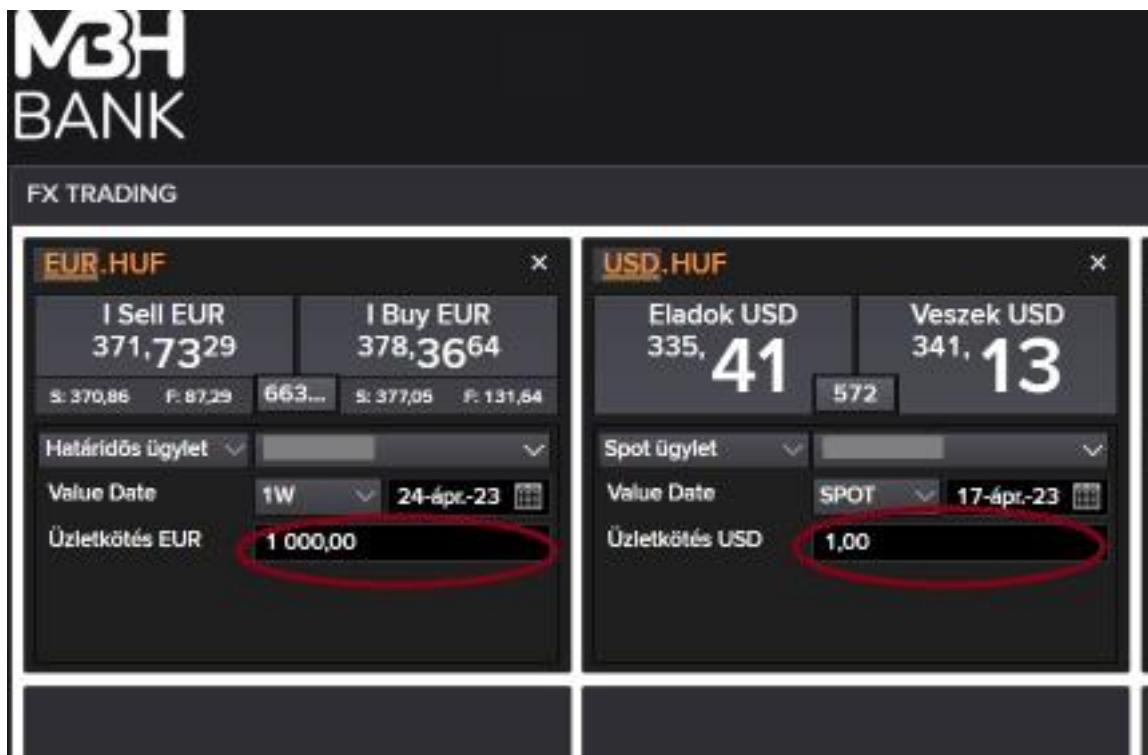 MBH
BANK
FX TRADING
EUR.HUF ×
I Sell EUR I Buy EUR
371,7329 378,3664
S: 370,86 F: 87,29 663... S: 377,05 F: 131,64
Határidős ügylet
Value Date 1W 24-ápr.-23
Üzletkötés EUR 1 000,00
USD.HUF ×
Eladok USD Veszek USD
335,41 341,13
572
Spot ügylet
Value Date SPOT 17-ápr.-23
Üzletkötés USD 1,00